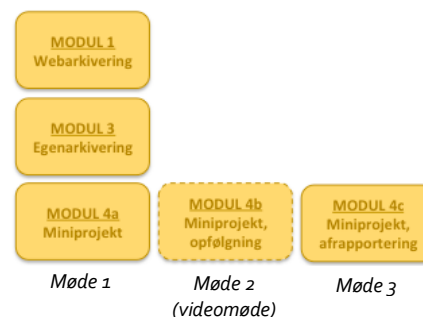 MODUL 1
Webarkivering
MODUL 3
Egenarkivering
MODUL 4a
Miniprojekt
MODUL 4b
Miniprojekt,
opfølgning
MODUL 4c
Miniprojekt,
afrapportering
Møde 1
Møde 2
(videomøde)
Møde 3